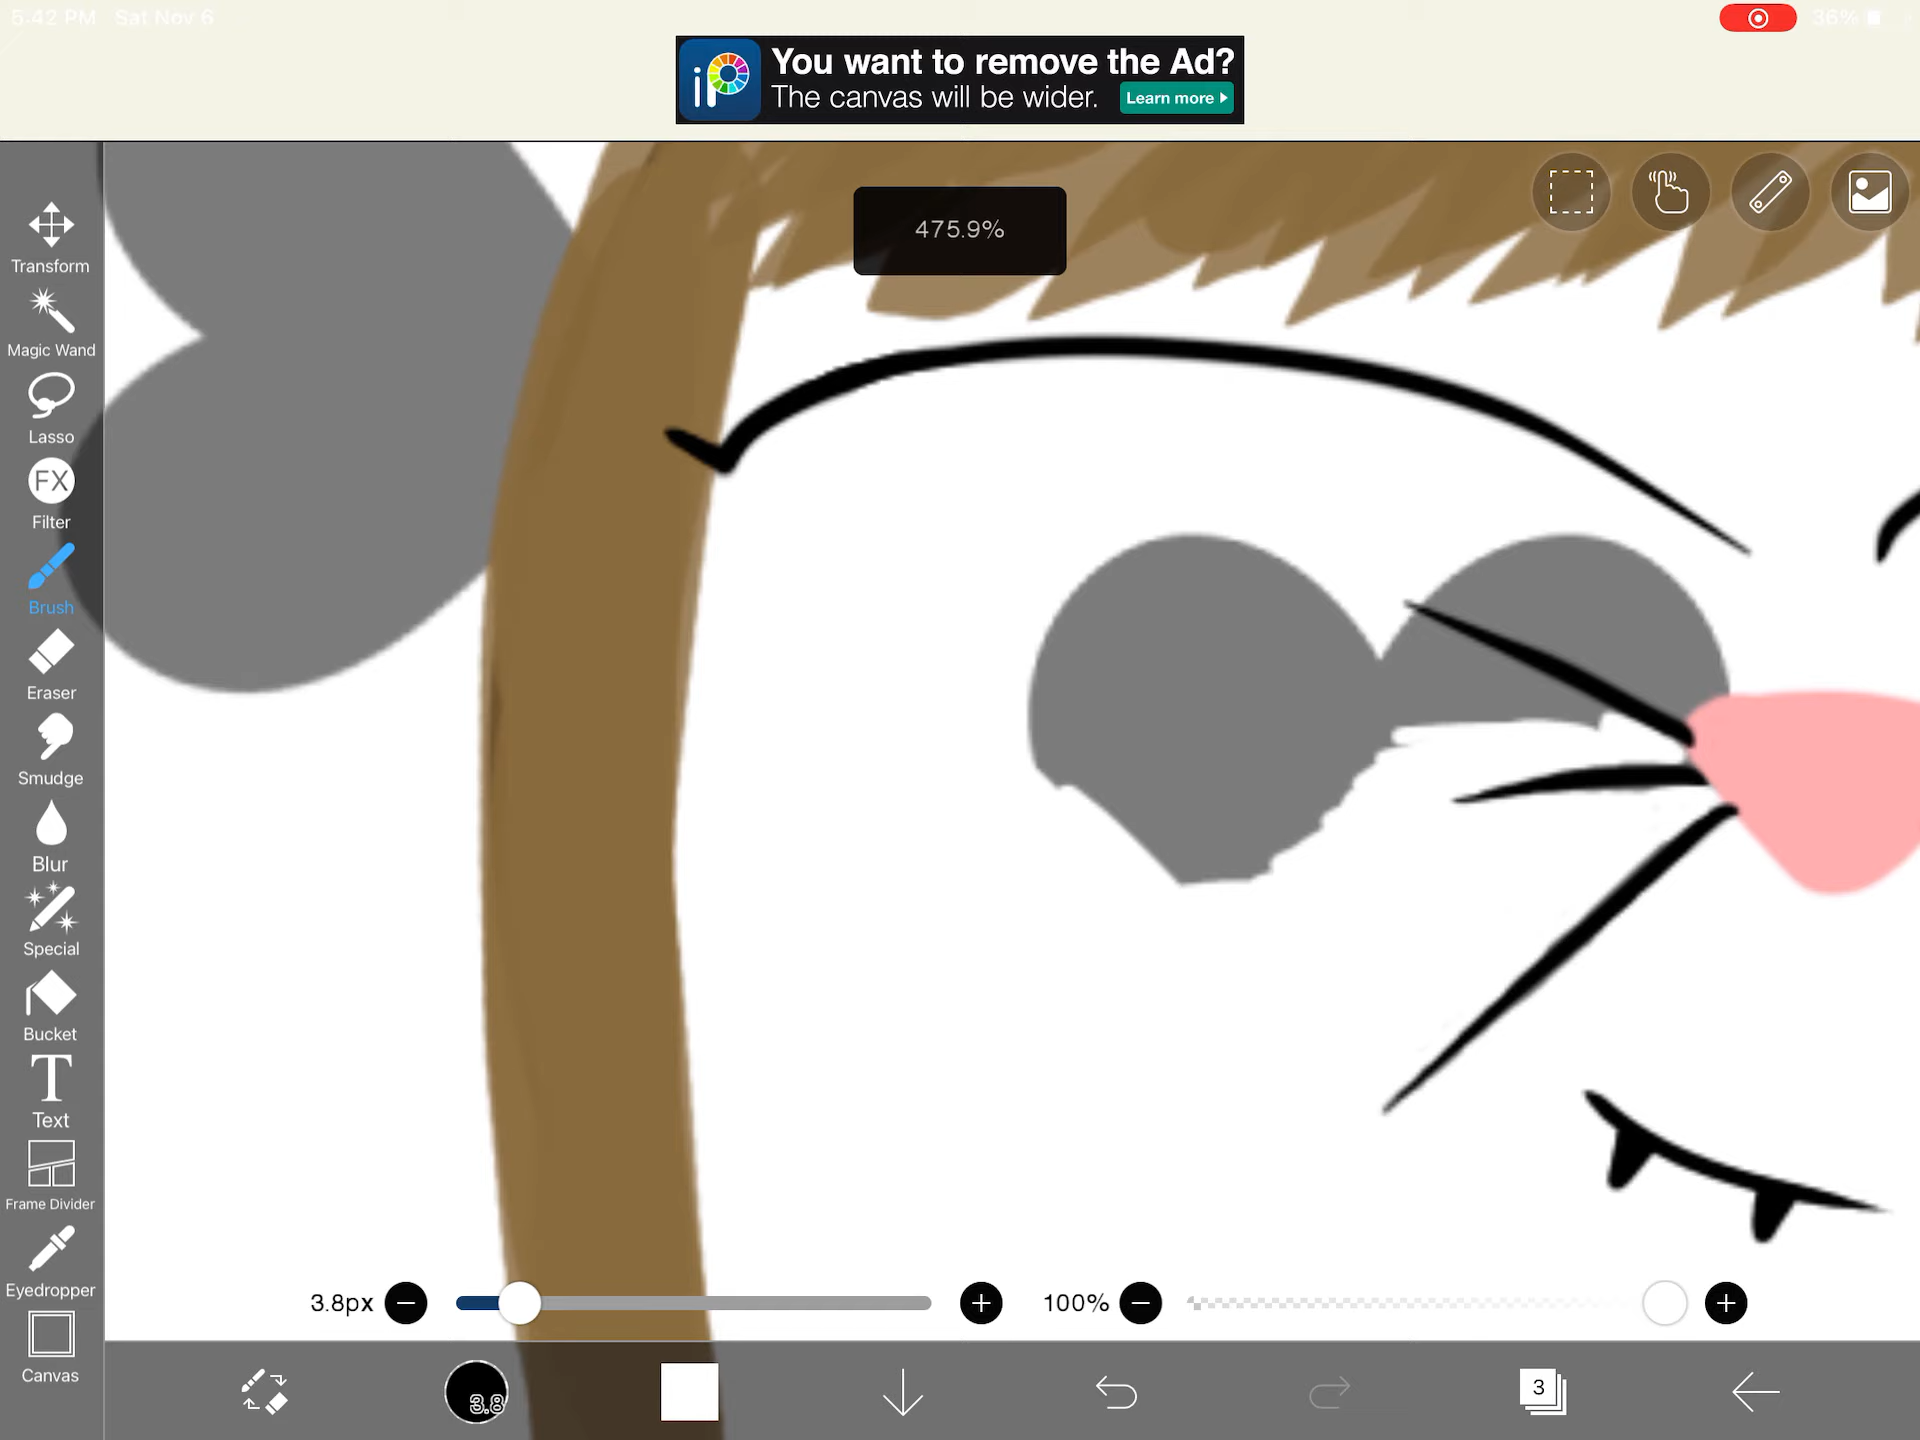 5:42 PM Sat Nov 6
36%
iP
You want to remove the Ad?
The canvas will be wider.
Learn more
475.9%
Transform
Magic Wand
Lasso
FX
Filter
Brush
Eraser
Smudge
Blur
Special
Bucket
T
Text
Frame Divider
Eyedropper
Canvas
3.8px
100%
3.8
3